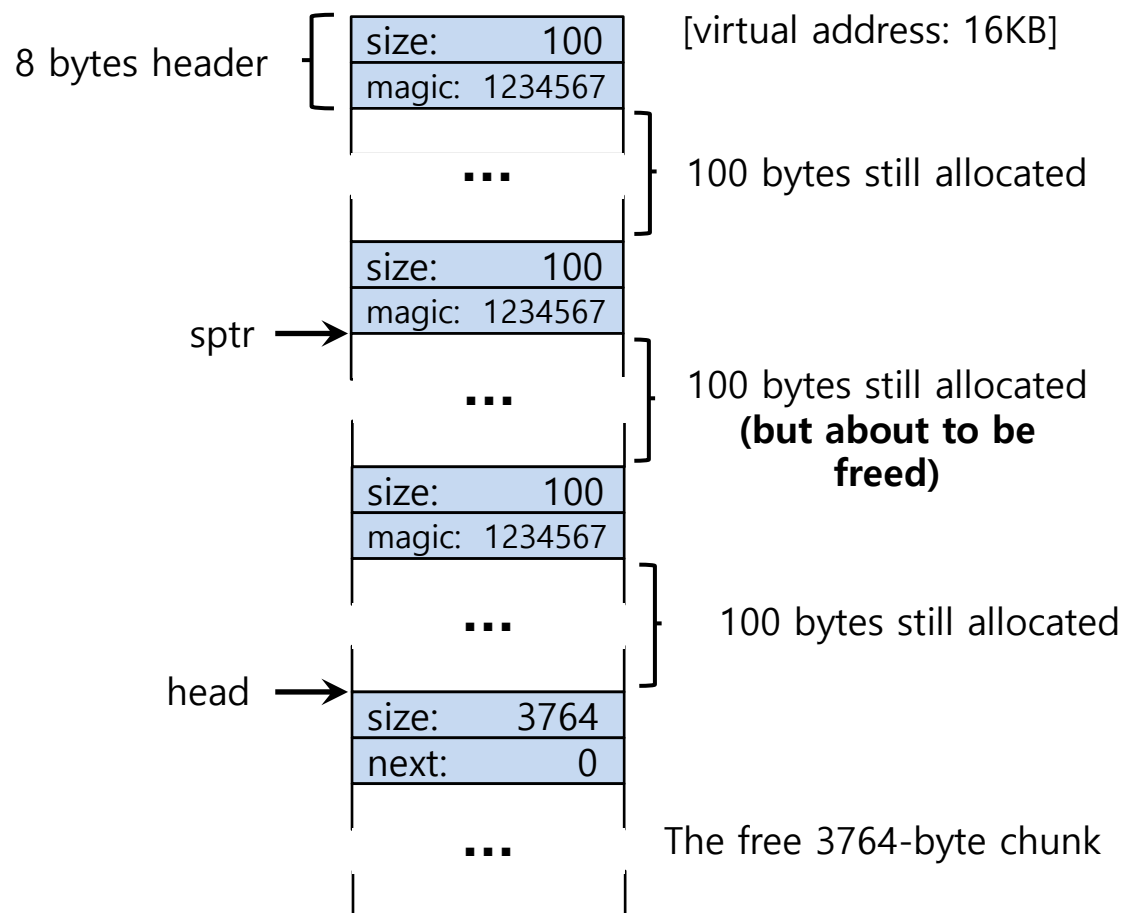 [virtual address: 16KB]
size: 100
8 bytes header
magic: 1234567
...
100 bytes still allocated
size: 100
magic: 1234567
sptr
100 bytes still allocated
...
(but about to be
freed)
size: 100
magic: 1234567
...
100 bytes still allocated
head
size: 3764
next: 0
...
The free 3764-byte chunk